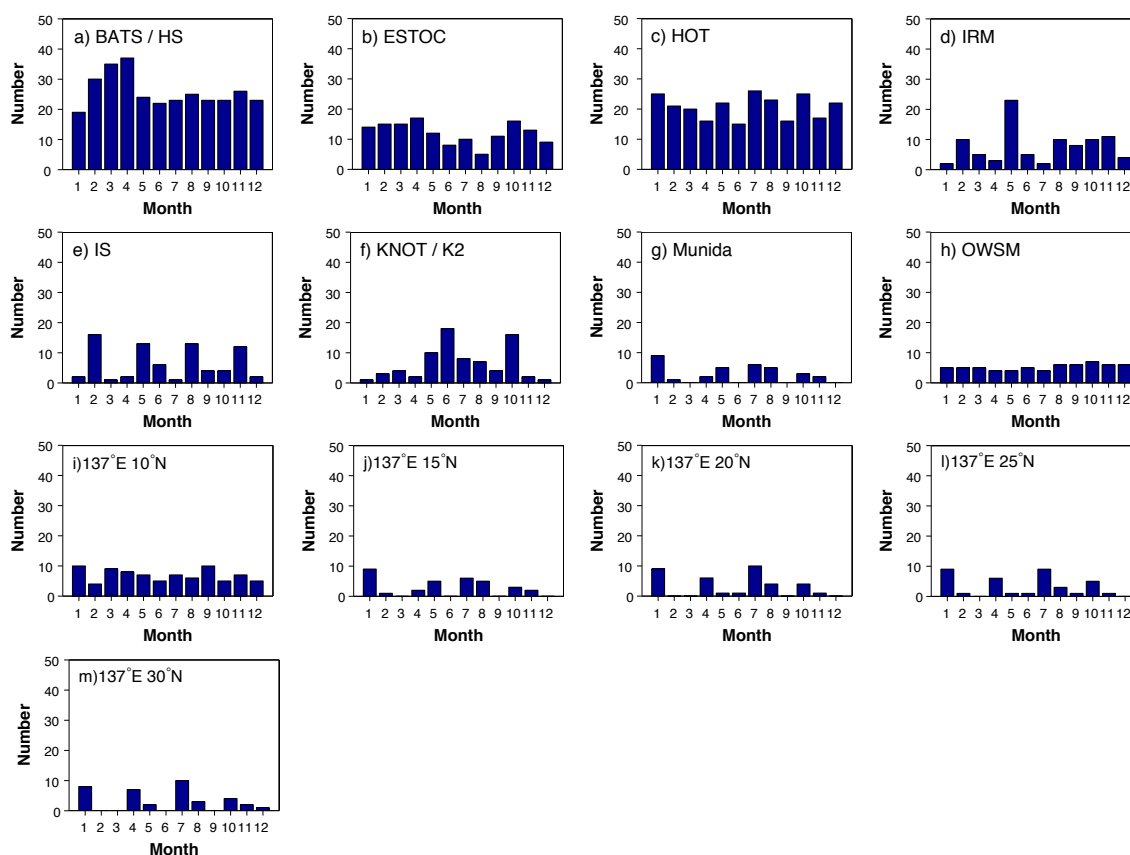 a) BATS / HS
50
40
30
20
10
0
Number
1 2 3 4 5 6 7 8 9 10 11 12
Month
b) ESTOC
50
40
30
20
10
0
Number
1 2 3 4 5 6 7 8 9 10 11 12
Month
c) HOT
50
40
30
20
10
0
Number
1 2 3 4 5 6 7 8 9 10 11 12
Month
d) IRM
50
40
30
20
10
0
Number
1 2 3 4 5 6 7 8 9 10 11 12
Month
e) IS
50
40
30
20
10
0
Number
1 2 3 4 5 6 7 8 9 10 11 12
Month
f) KNOT / K2
50
40
30
20
10
0
Number
1 2 3 4 5 6 7 8 9 10 11 12
Month
g) Munida
50
40
30
20
10
0
Number
1 2 3 4 5 6 7 8 9 10 11 12
Month
h) OWSM
50
40
30
20
10
0
Number
1 2 3 4 5 6 7 8 9 10 11 12
Month
i)137°E 10°N
50
40
30
20
10
0
Number
1 2 3 4 5 6 7 8 9 10 11 12
Month
j)137°E 15°N
50
40
30
20
10
0
Number
1 2 3 4 5 6 7 8 9 10 11 12
Month
k)137°E 20°N
50
40
30
20
10
0
Number
1 2 3 4 5 6 7 8 9 10 11 12
Month
l)137°E 25°N
50
40
30
20
10
0
Number
1 2 3 4 5 6 7 8 9 10 11 12
Month
m)137°E 30°N
50
40
30
20
10
0
Number
1 2 3 4 5 6 7 8 9 10 11 12
Month